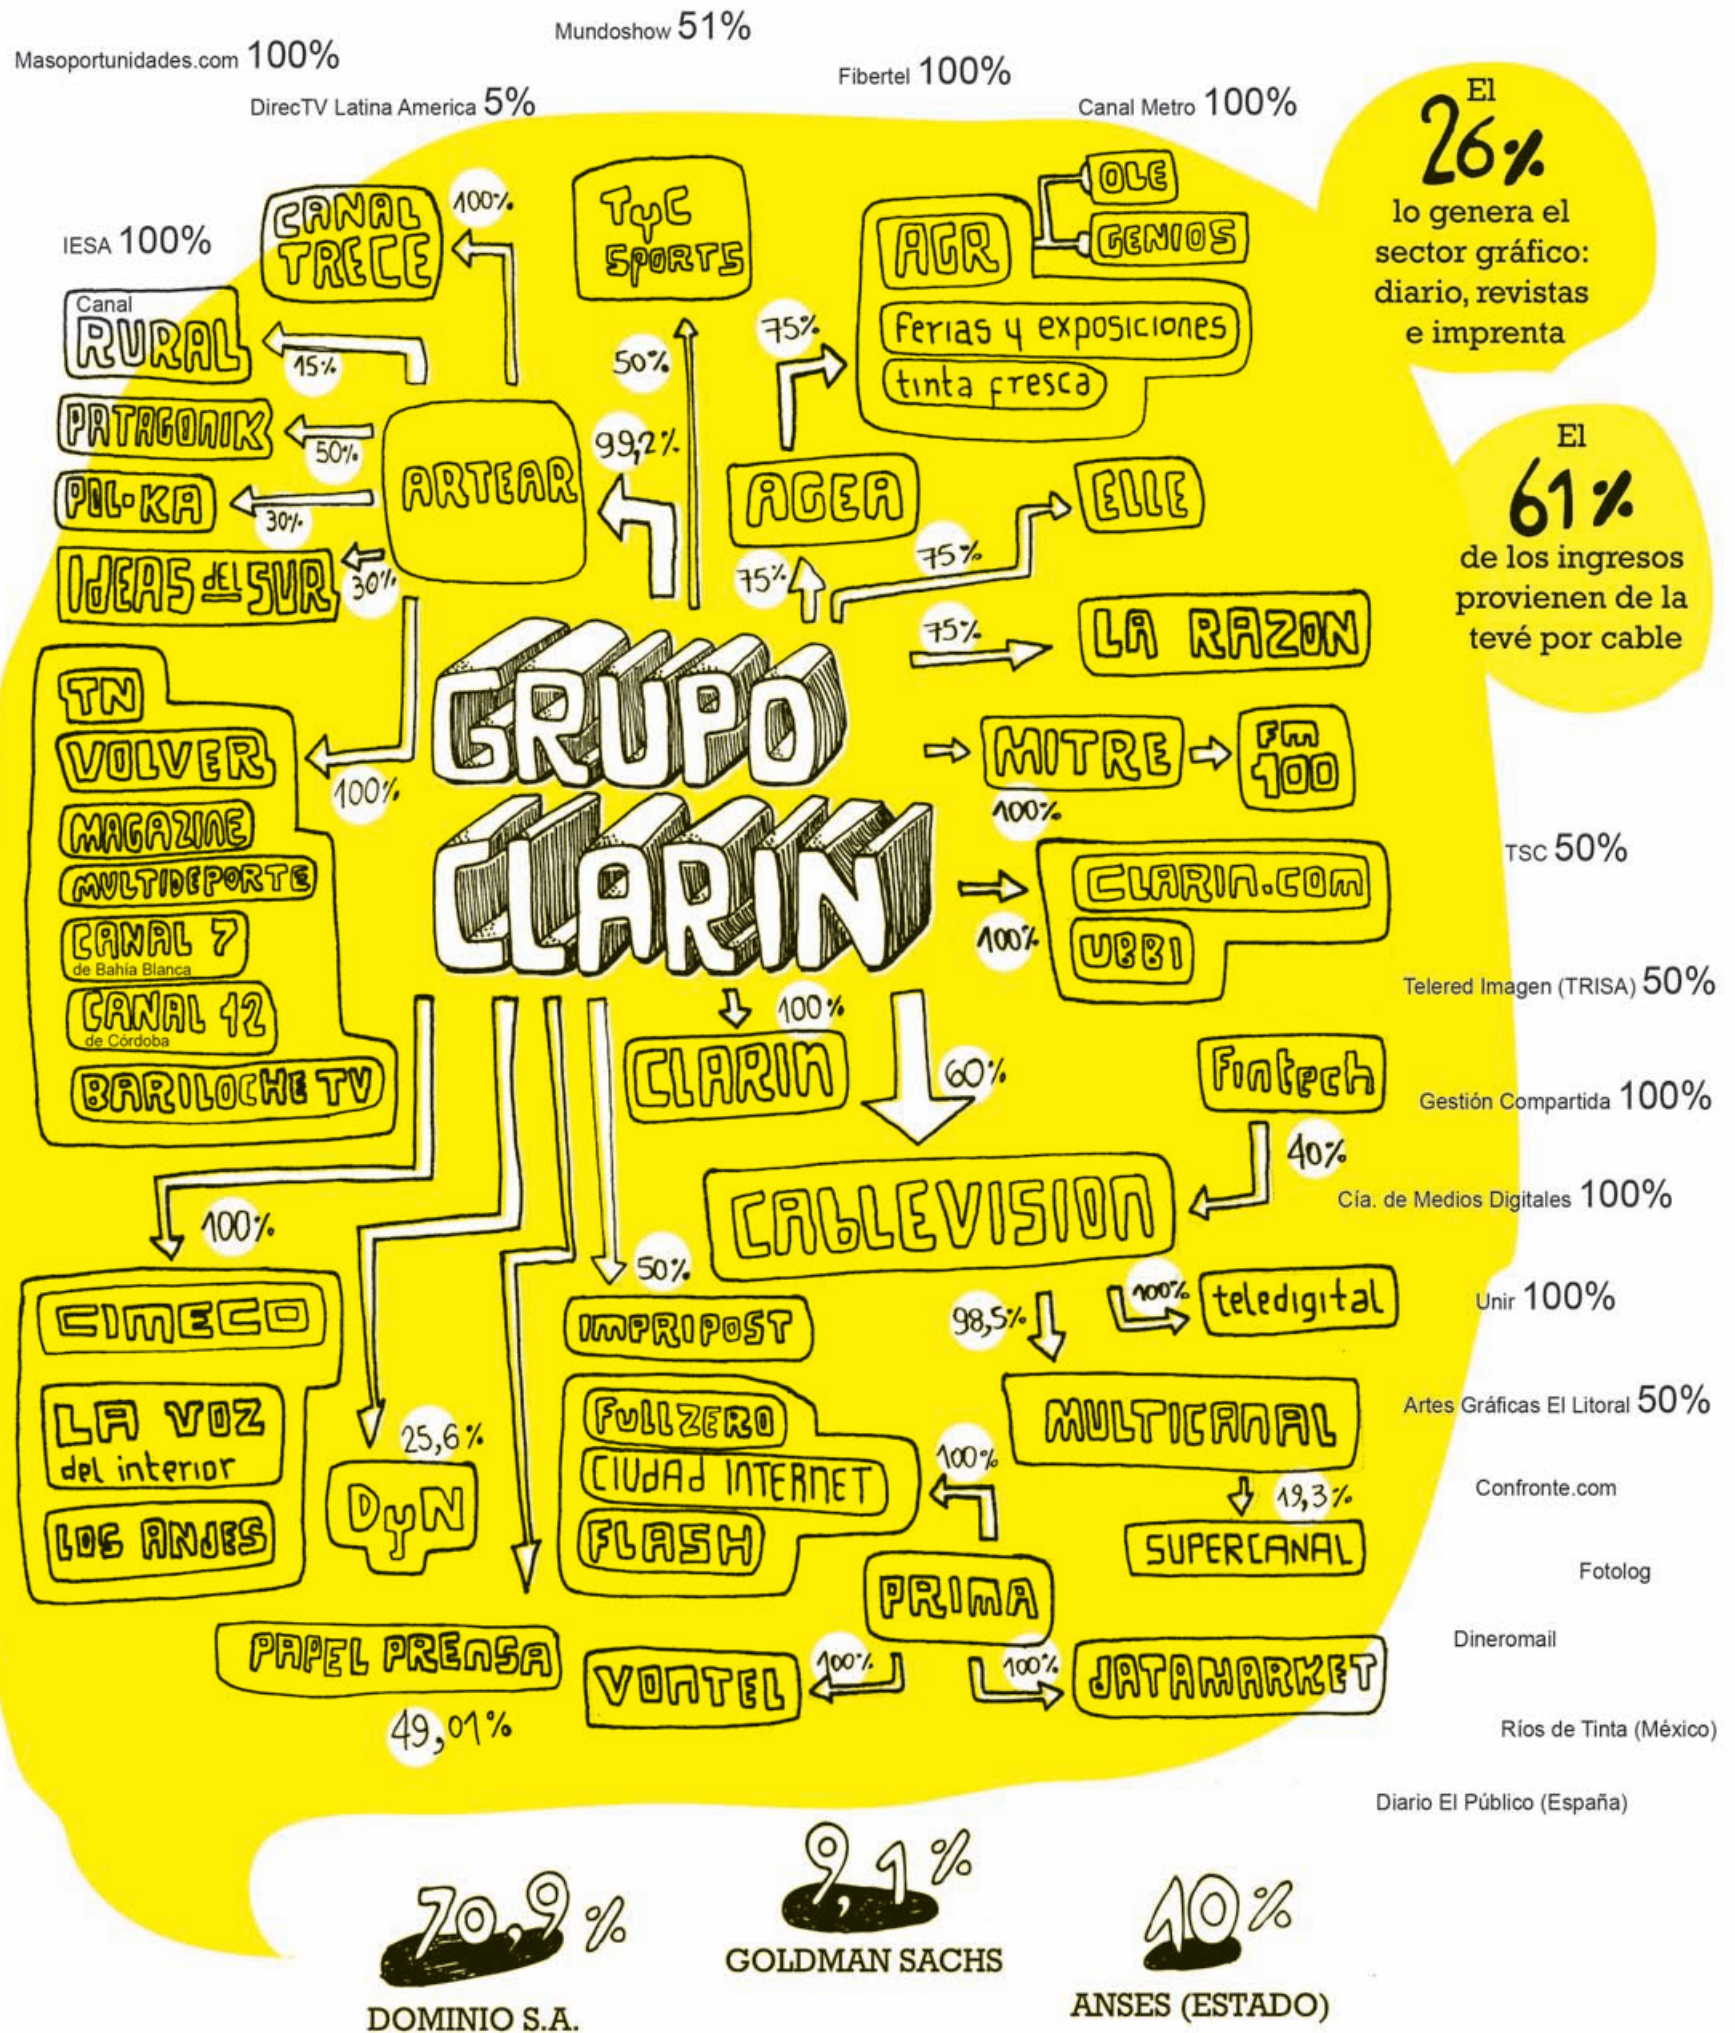 Mundoshow 51%
Masoportunidades.com 100%
Fibertel 100%
DirecTV Latina America 5%
Canal Metro 100%
El
26%
lo genera el
sector gráfico:
diario, revistas
e imprenta
IESA 100%
CANAL
TRECE
100%
TyC
SPORTS
AGR
OLE
GENIOS
Ferias y exposiciones
tinta fresca
Canal
RURAL
15%
50%
75%
PATAGONIK
50%
POL-KA
30%
IDEAS DEL SUR
30%
ARTEAR
99,2%
AGEA
75%
ELLE
75%
El
61%
de los ingresos
provienen de la
tevé por cable
LA RAZON
75%
GRUPO
CLARIN
TN
VOLVER
MAGAZINE
MULTIDEPORTE
CANAL 7
de Bahía Blanca
CANAL 12
de Córdoba
BARILOCHE TV
100%
MITRE
100%
FM
100
CLARIN.COM
UBBI
100%
TSC 50%
Telered Imagen (TRISA) 50%
Gestión Compartida 100%
Cía. de Medios Digitales 100%
Unir 100%
Artes Gráficas El Litoral 50%
Confronte.com
Fotolog
Dineromail
Ríos de Tinta (México)
Diario El Público (España)
100%
CLARIN
60%
Fintech
40%
CABLEVISION
100%
CIMECO
LA VOZ
del interior
LOS ANDES
50%
IMPRIPOST
98,5%
100%
teledigital
25,6%
DyN
FULLZERO
CIUDAD INTERNET
FLASH
100%
MULTICANAL
19,3%
SUPERCANAL
PRIMA
PAPEL PRENSA
49,01%
VONTEL
100%
100%
DATAMARKET
70,9%
DOMINIO S.A.
9,1%
GOLDMAN SACHS
10%
ANSES (ESTADO)